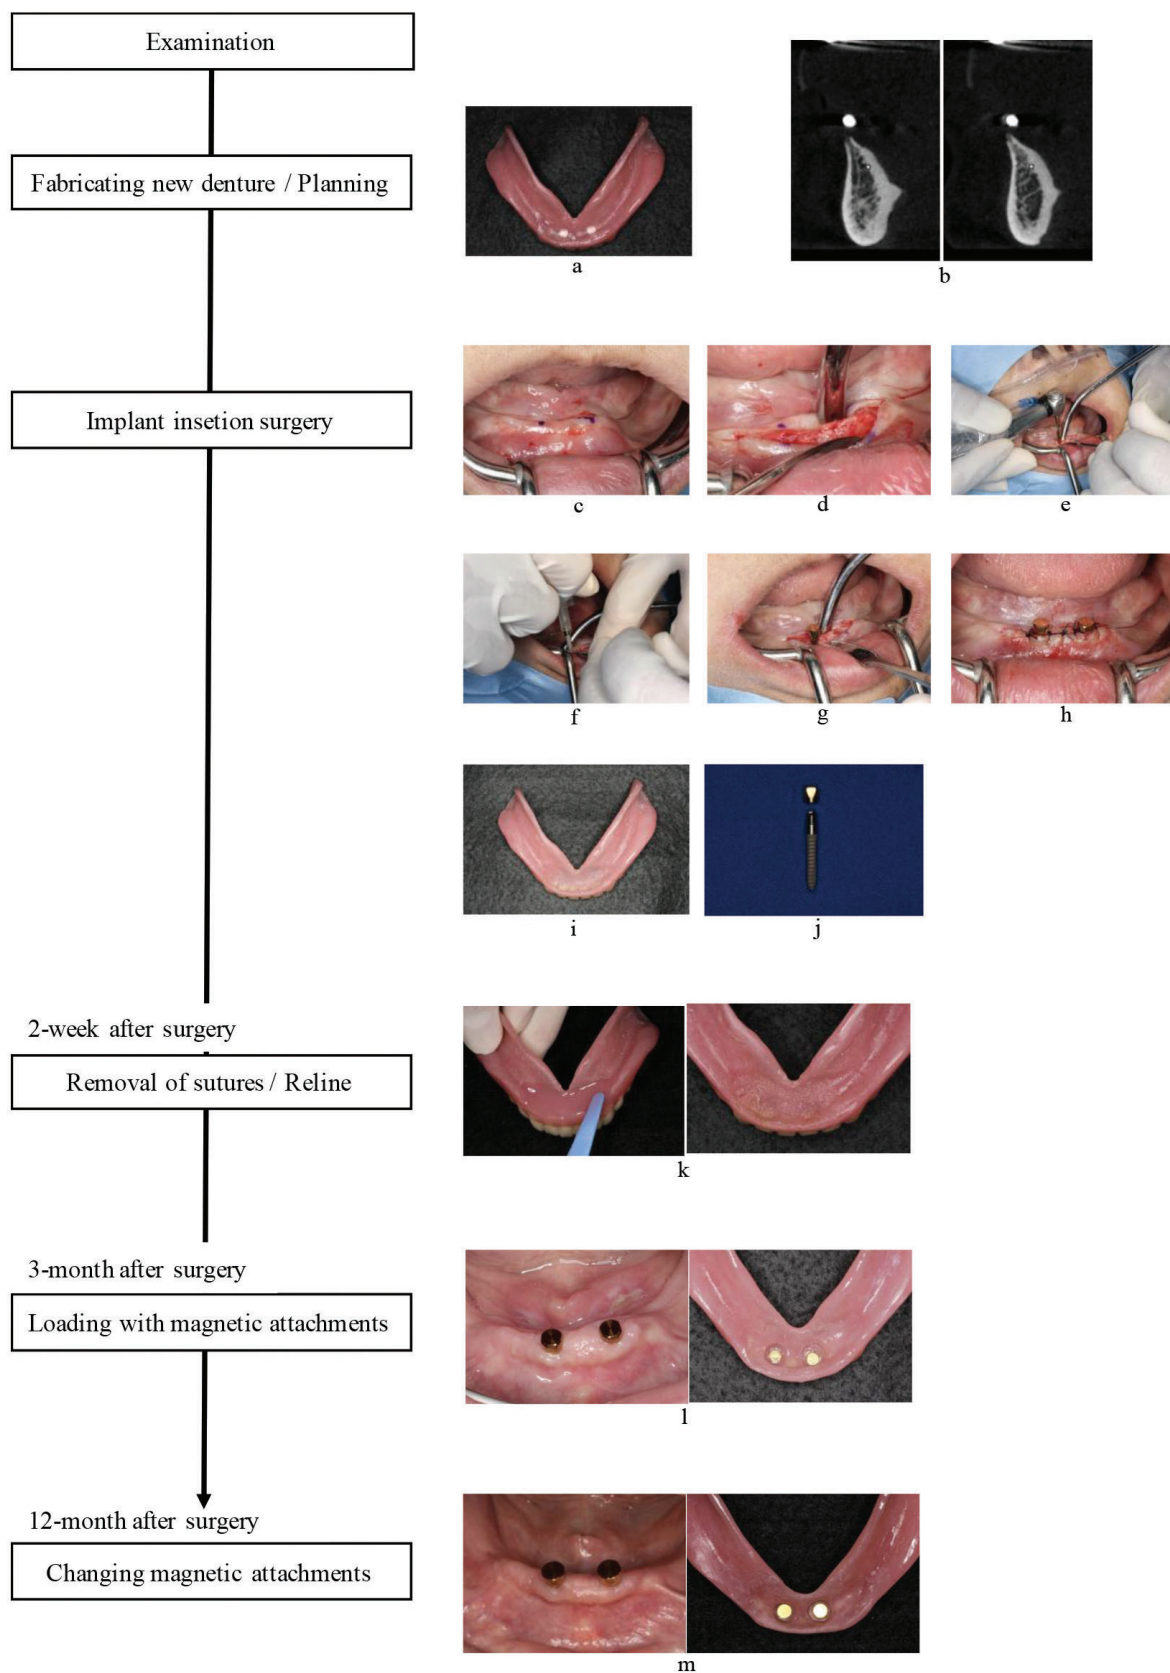 Examination
Fabricating new denture / Planning
a
b
Implant insetion surgery
c
d
e
f
g
h
i
j
2-week after surgery
Removal of sutures / Reline
k
3-month after surgery
Loading with magnetic attachments
l
12-month after surgery
Changing magnetic attachments
m